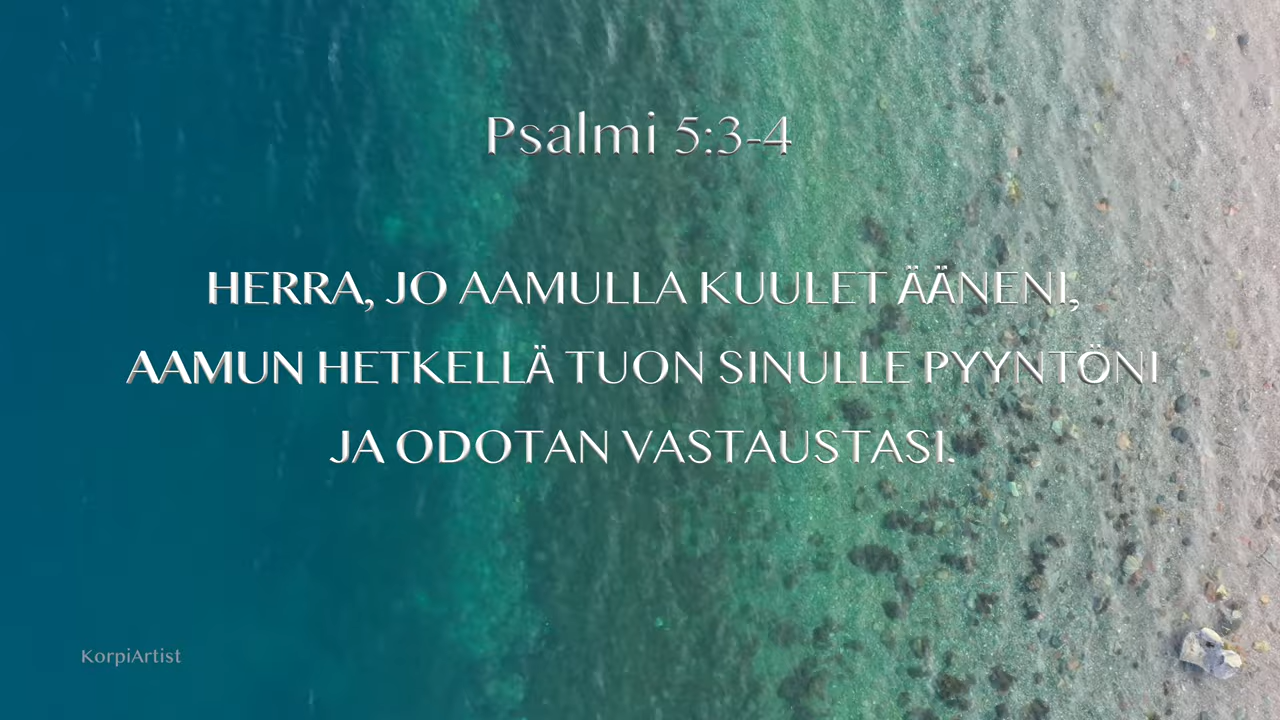 Psalmi 5:3-4
HERRA, JO AAMULLA KUULET ÄÄNENI,
AAMUN HETKELLÄ TUON SINULLE PYYNTÖNI
JA ODOTAN VASTAUSTASI.
KorpiArtist